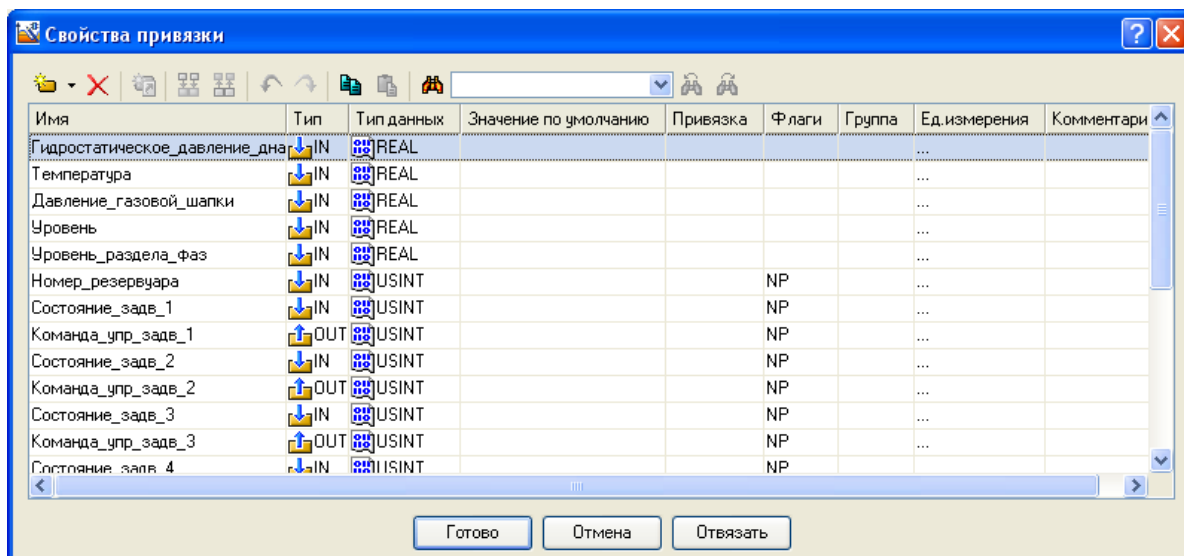 Свойства привязки
Имя Тип Тип данных Значение по умолчанию Привязка Флаги Группа Ед.измерения Комментари
Гидростатическое_давление_дна IN REAL ...
Температура IN REAL ...
Давление_газовой_шапки IN REAL ...
Уровень IN REAL ...
Уровень_раздела_фаз IN REAL ...
Номер_резервуара IN USINT NP ...
Состояние_задв_1 IN USINT NP ...
Команда_упр_задв_1 OUT USINT NP ...
Состояние_задв_2 IN USINT NP ...
Команда_упр_задв_2 OUT USINT NP ...
Состояние_задв_3 IN USINT NP ...
Команда_упр_задв_3 OUT USINT NP ...
Состояние_задв_4 IN USINT NP
Готово Отмена Отвязать